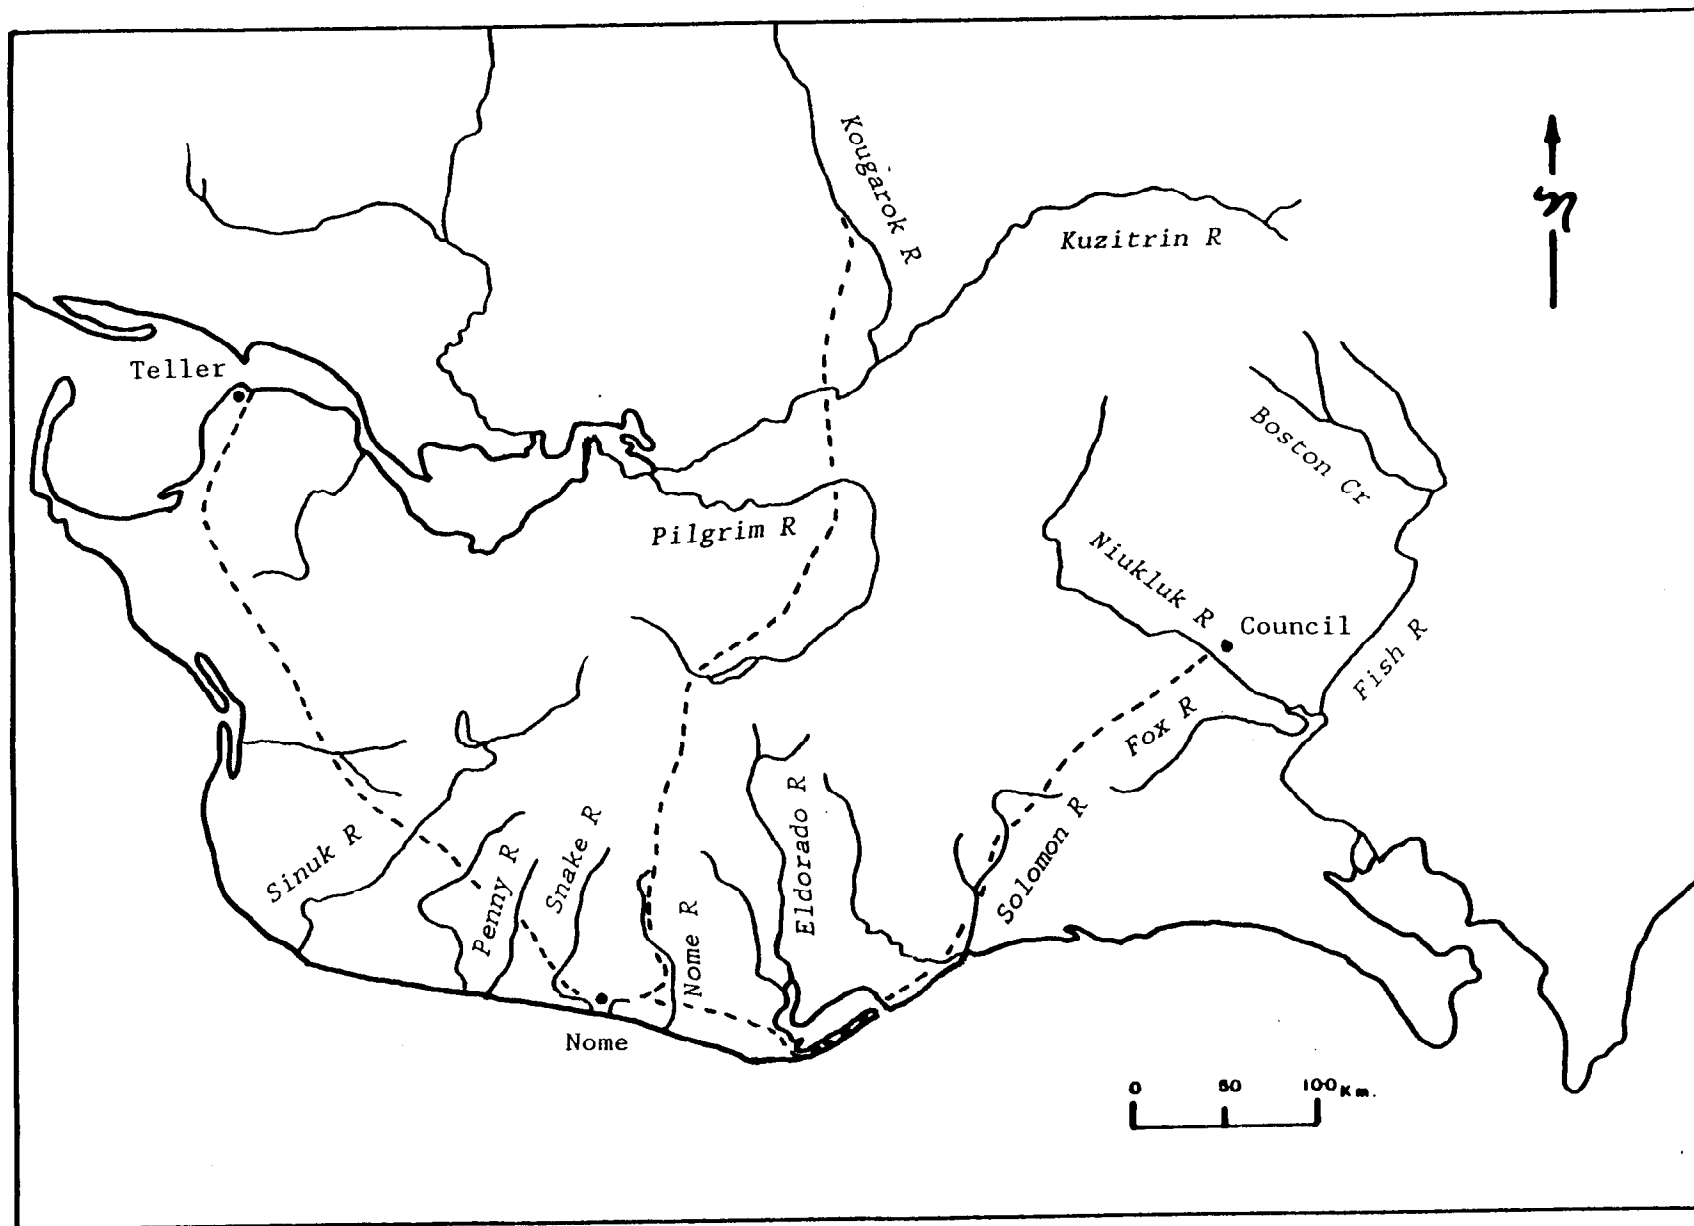 Kougarok R
Kuzitrin R
N
Teller
Boston Cr
Pilgrim R
Niukluk R
Council
Fish R
Fox R
Sinuk R
Penny R
Snake R
Nome R
Eldorado R
Solomon R
Nome
0 50 100 Km.